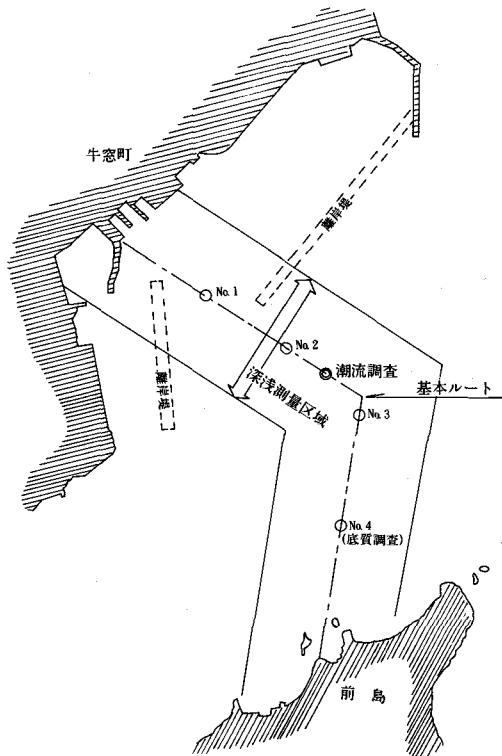 牛窓町
離岸堤
No.1
No.2
離岸堤
潮流調査
深浅測量区域
基本ルート
No.3
No.4
(底質調査)
前島